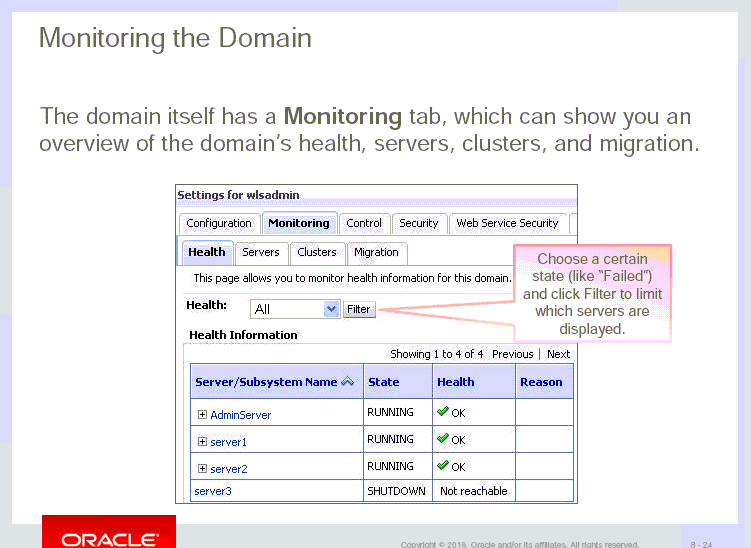 Monitoring the Domain
The domain itself has a Monitoring tab, which can show you an
overview of the domain's health, servers, clusters, and migration.
Settings for wlsadmin
Configuration Monitoring Control Security Web Service Security
Health Servers Clusters Migration
This page allows you to monitor health information for this domain.
Choose a certain
state (like "Failed")
and click Filter to limit
which servers are
displayed.
Health: All Filter
Health Information
Showing 1 to 4 of 4 Previous | Next
Server/Subsystem Name State Health Reason
AdminServer RUNNING OK
server1 RUNNING OK
server2 RUNNING OK
server3 SHUTDOWN Not reachable
ORACLE
Copyright © 2016, Oracle and/or its affiliates. All rights reserved.
8 - 24